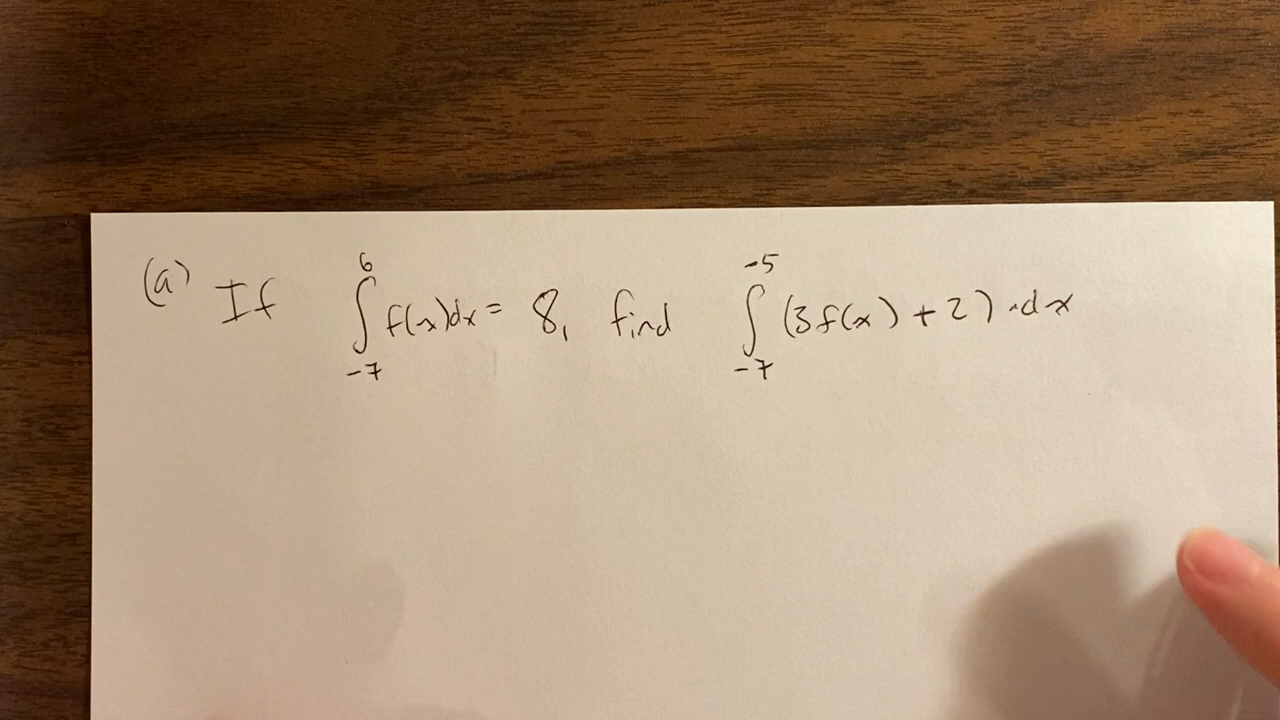 (a) If ∫_{-7}^{6} f(x)dx = 8, find ∫_{-7}^{-5} (3f(x) + 2) ·dx